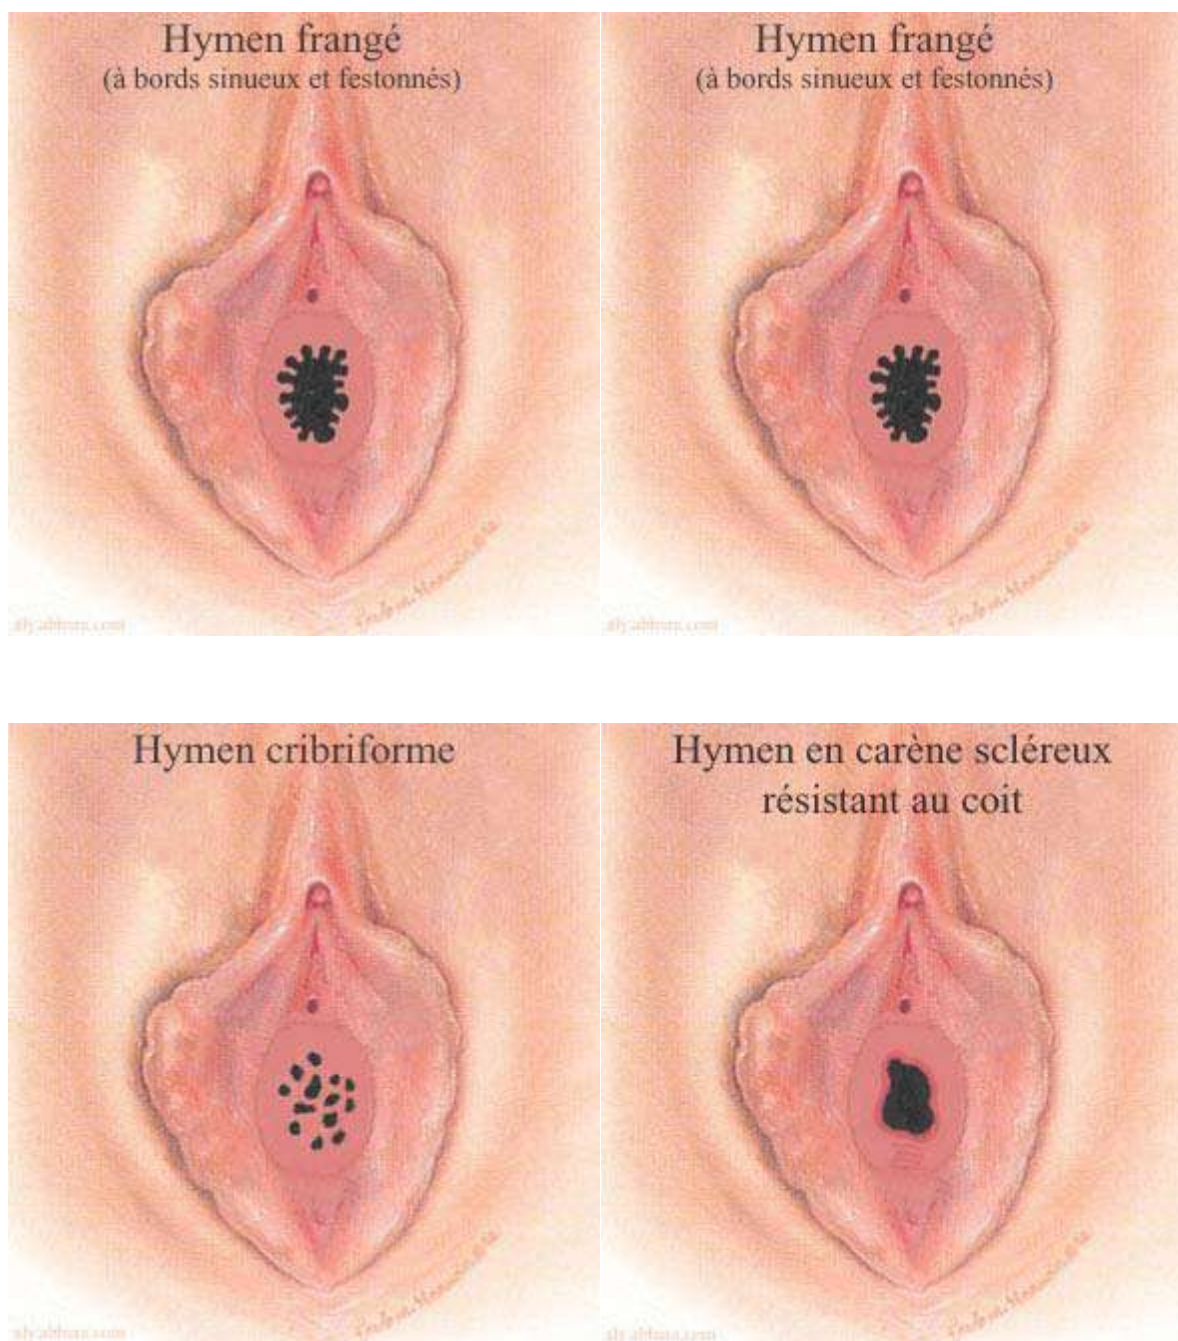 Hymen frangé
(à bords sinueux et festonnés)
Hymen frangé
(à bords sinueux et festonnés)
Hymen cribriforme
Hymen en carène scléreux
résistant au coit